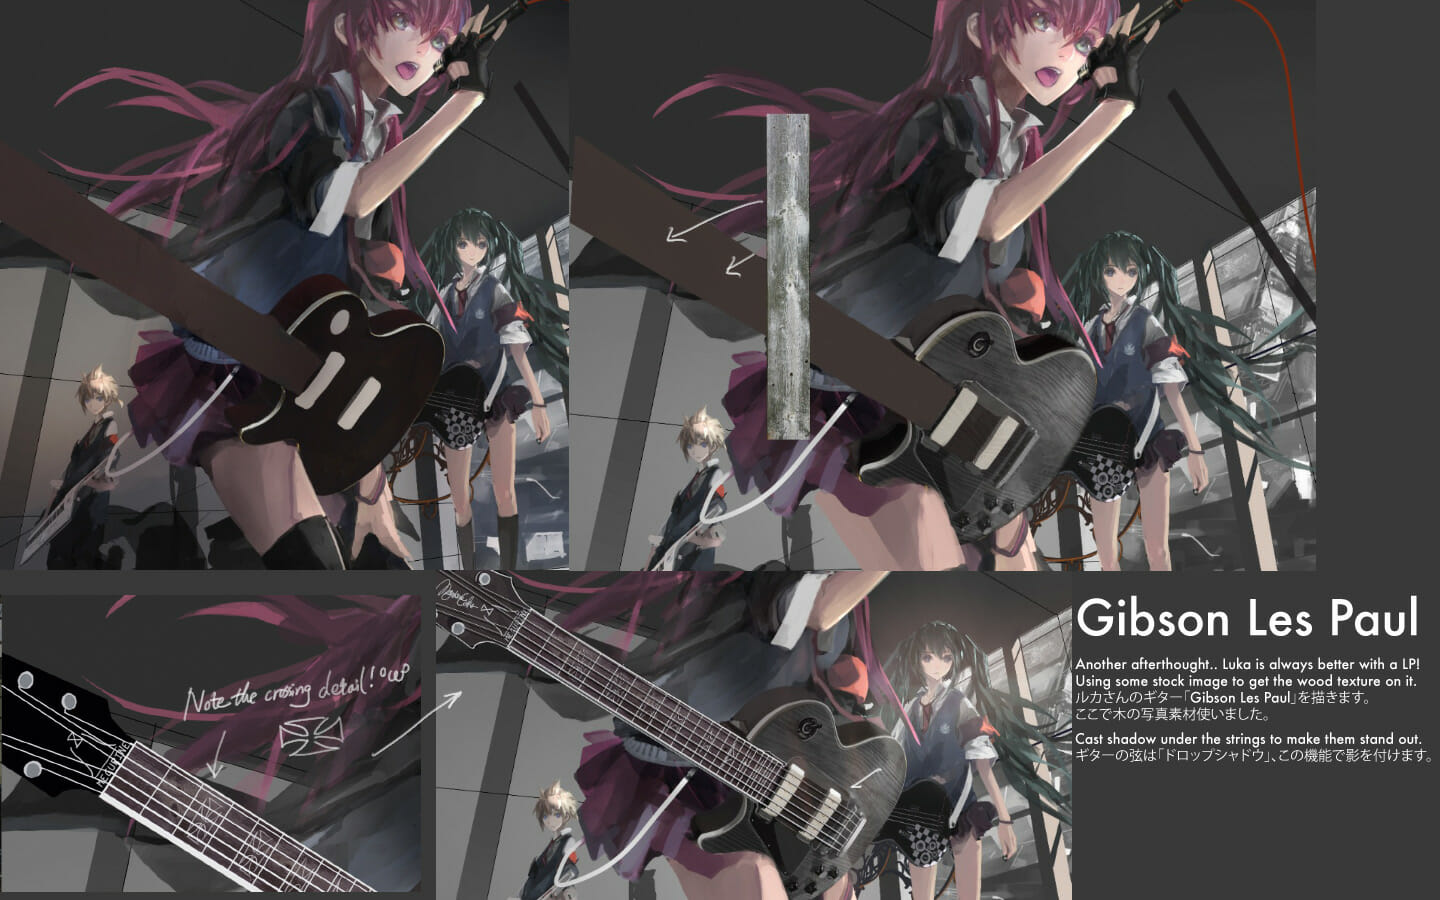 Note the crossing detail! !owo
MEGURINE
Gibson Les Paul
Another afterthought.. Luka is always better with a LP!
Using some stock image to get the wood texture on it.
ルカさんのギター「Gibson Les Paul」を描きます。
ここで木の写真素材使いました。
Cast shadow under the strings to make them stand out.
ギターの弦は「ドロップシャドウ」、この機能で影を付けます。